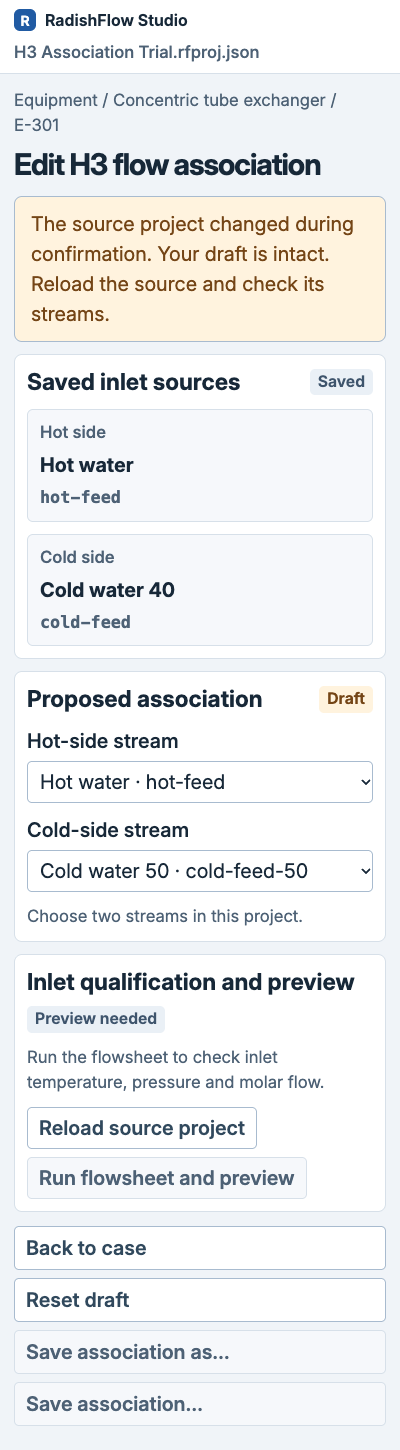 R RadishFlow Studio
H3 Association Trial.rfproj.json
Equipment / Concentric tube exchanger /
E-301
Edit H3 flow association
The source project changed during
confirmation. Your draft is intact.
Reload the source and check its
streams.
Saved inlet sources
Saved
Hot side
Hot water
hot-feed
Cold side
Cold water 40
cold-feed
Proposed association
Draft
Hot-side stream
Hot water · hot-feed
Cold-side stream
Cold water 50 · cold-feed-50
Choose two streams in this project.
Inlet qualification and preview
Preview needed
Run the flowsheet to check inlet
temperature, pressure and molar flow.
Reload source project
Run flowsheet and preview
Back to case
Reset draft
Save association as...
Save association...